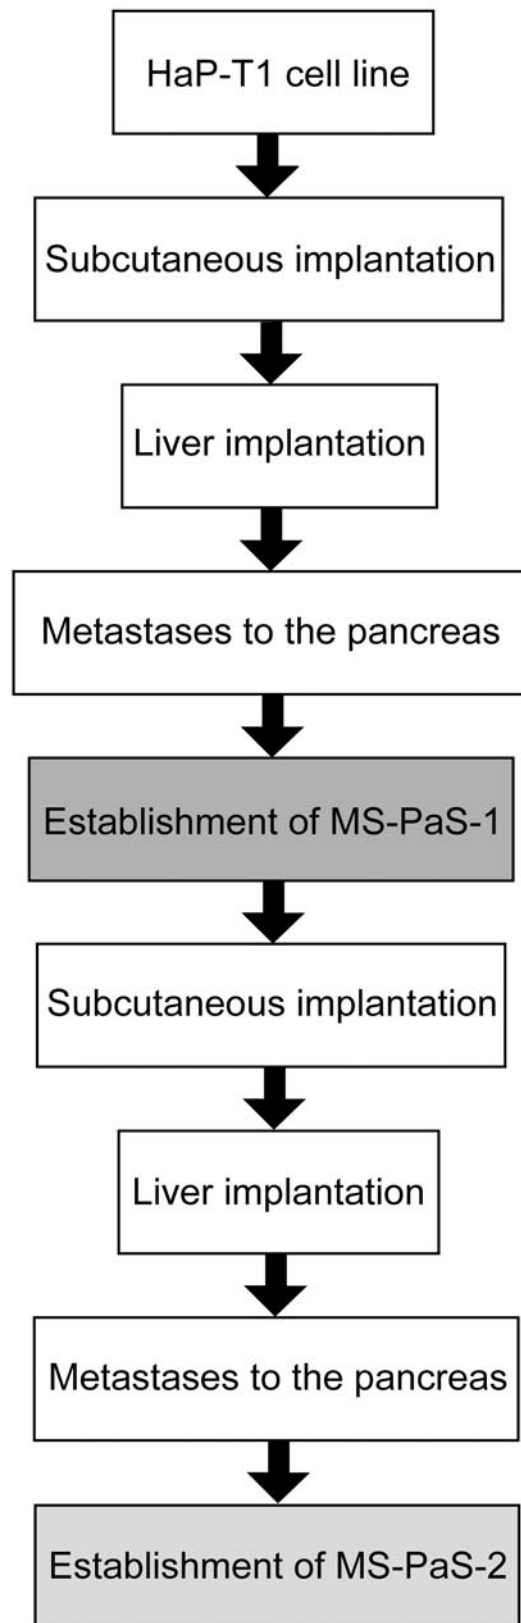 HaP-T1 cell line
Subcutaneous implantation
Liver implantation
Metastases to the pancreas
Establishment of MS-PaS-1
Subcutaneous implantation
Liver implantation
Metastases to the pancreas
Establishment of MS-PaS-2